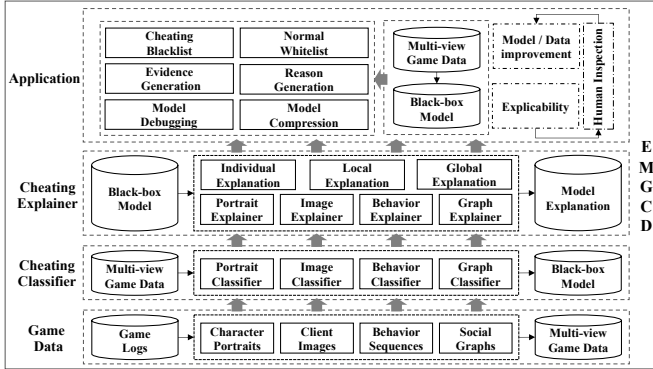 Application
Cheating
Blacklist
Normal
Whitelist
Evidence
Generation
Reason
Generation
Model
Debugging
Model
Compression
Multi-view
Game Data
Black-box
Model
Model / Data
improvement
Explicability
Human Inspection
Cheating
Explainer
Black-box
Model
Individual
Explanation
Local
Explanation
Global
Explanation
Portrait
Explainer
Image
Explainer
Behavior
Explainer
Graph
Explainer
Model
Explanation
Cheating
Classifier
Multi-view
Game Data
Portrait
Classifier
Image
Classifier
Behavior
Classifier
Graph
Classifier
Black-box
Model
Game
Data
Game
Logs
Character
Portraits
Client
Images
Behavior
Sequences
Social
Graphs
Multi-view
Game Data
E
M
G
C
D